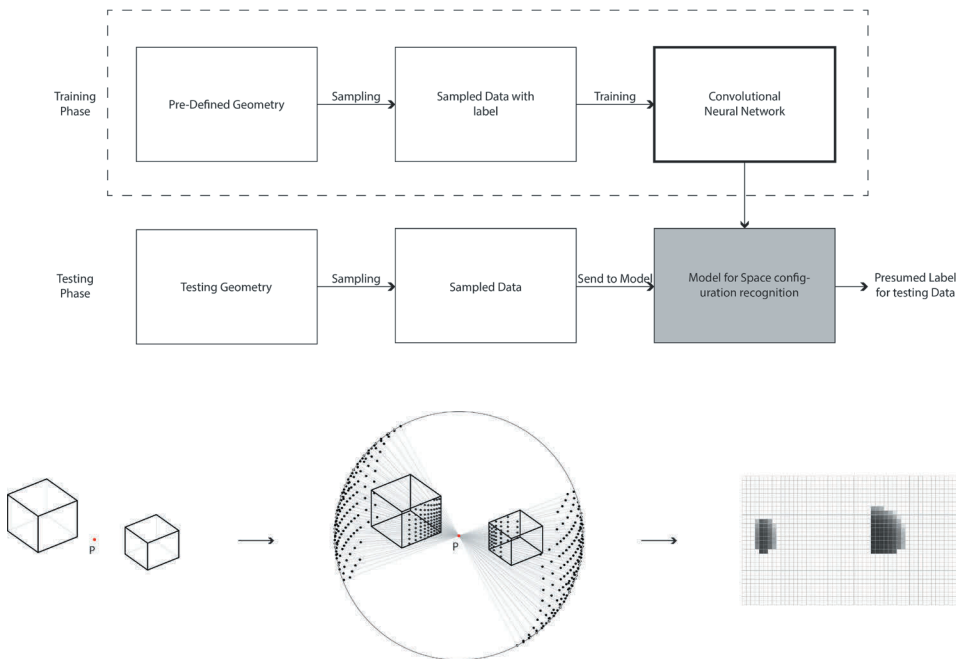 Training
Phase
Pre-Defined Geometry
Sampling
Sampled Data with
label
Training
Convolutional
Neural Network
Testing
Phase
Testing Geometry
Sampling
Sampled Data
Send to Model
Model for Space config-
uration recognition
Presumed Label
for testing Data
P
P